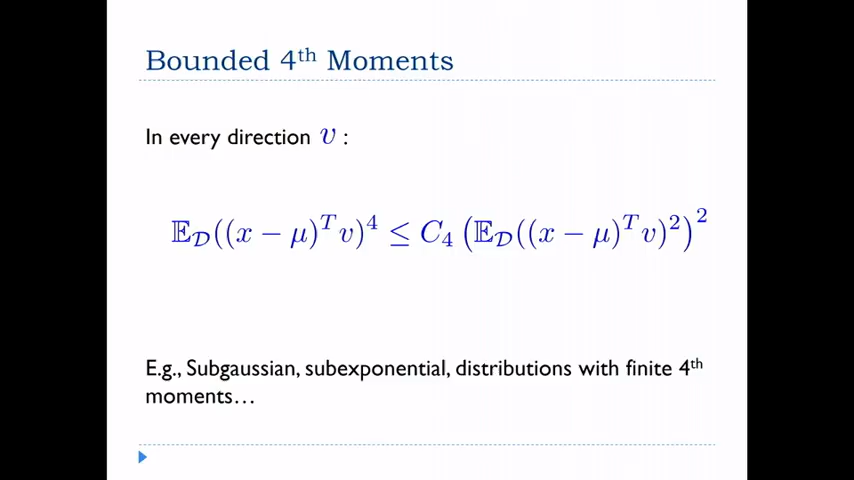 Bounded 4th Moments
In every direction v :
𝔼_𝒟((x − μ)^T v)^4 ≤ C_4 (𝔼_𝒟((x − μ)^T v)^2)^2
E.g., Subgaussian, subexponential, distributions with finite 4th
moments…